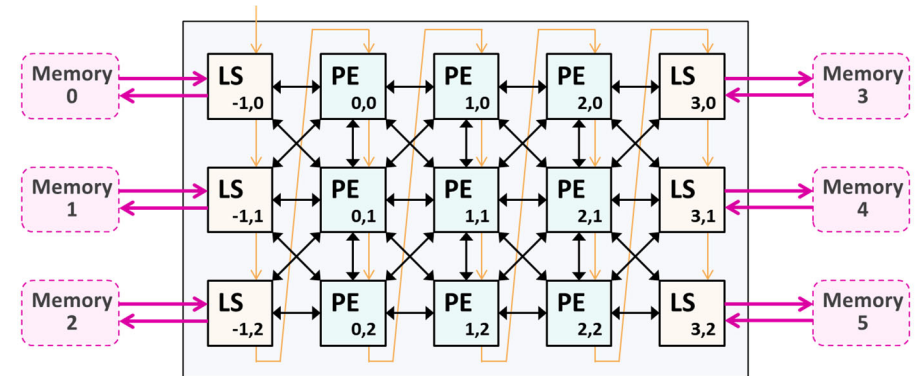 Memory
0
LS
-1,0
PE
0,0
PE
1,0
PE
2,0
LS
3,0
Memory
3
Memory
1
LS
-1,1
PE
0,1
PE
1,1
PE
2,1
LS
3,1
Memory
4
Memory
2
LS
-1,2
PE
0,2
PE
1,2
PE
2,2
LS
3,2
Memory
5